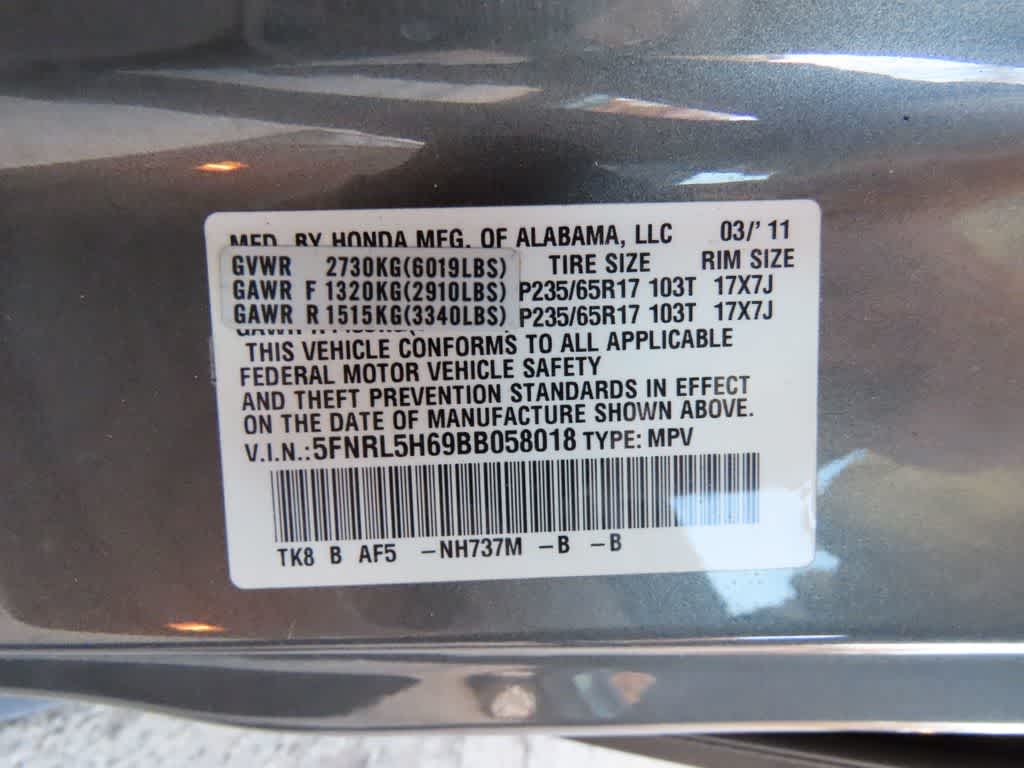 MFD. BY HONDA MFG. OF ALABAMA, LLC 03/'11
GVWR 2730KG(6019LBS) TIRE SIZE RIM SIZE
GAWR F 1320KG(2910LBS) P235/65R17 103T 17X7J
GAWR R 1515KG(3340LBS) P235/65R17 103T 17X7J
GAWR R
THIS VEHICLE CONFORMS TO ALL APPLICABLE
FEDERAL MOTOR VEHICLE SAFETY
AND THEFT PREVENTION STANDARDS IN EFFECT
ON THE DATE OF MANUFACTURE SHOWN ABOVE.
V.I.N.:5FNRL5H69BB058018 TYPE: MPV
TK8 B AF5 -NH737M -B -B